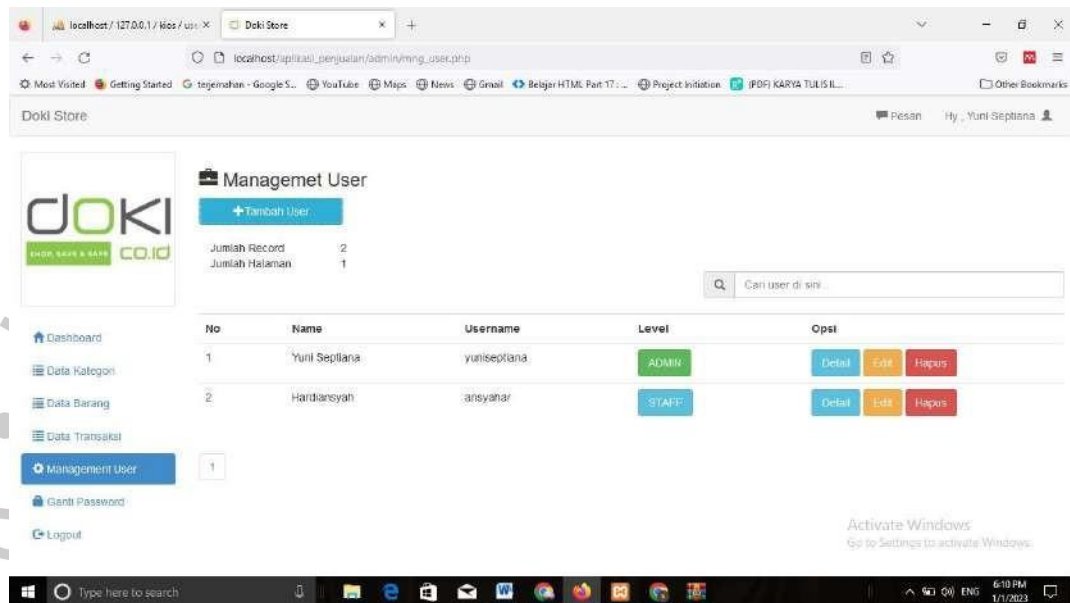 localhost / 127.0.0.1 / kios / use
Doki Store
localhost/aplikasi_penjualan/admin/mng_user.php
Most Visited Getting Started terjemahan - Google S... YouTube Maps News Gmail Belajar HTML Part 17 : ... Project Initiation (PDF) KARYA TULIS IL... Other Bookmarks
Doki Store Pesan Hy , Yuni Septiana
doki
SHOP, SAVE & SAFE co.id
Managemet User
Tambah User
Jumlah Record 2
Jumlah Halaman 1
Cari user di sini ..
No Name Username Level Opsi
1 Yuni Septiana yuniseptiana ADMIN Detail Edit Hapus
2 Hardiansyah ansyahar STAFF Detail Edit Hapus
1
Dashboard
Data Kategori
Data Barang
Data Transaksi
Management User
Ganti Password
Logout
Activate Windows
Go to Settings to activate Windows.
Type here to search
ENG
6:10 PM
1/1/2023